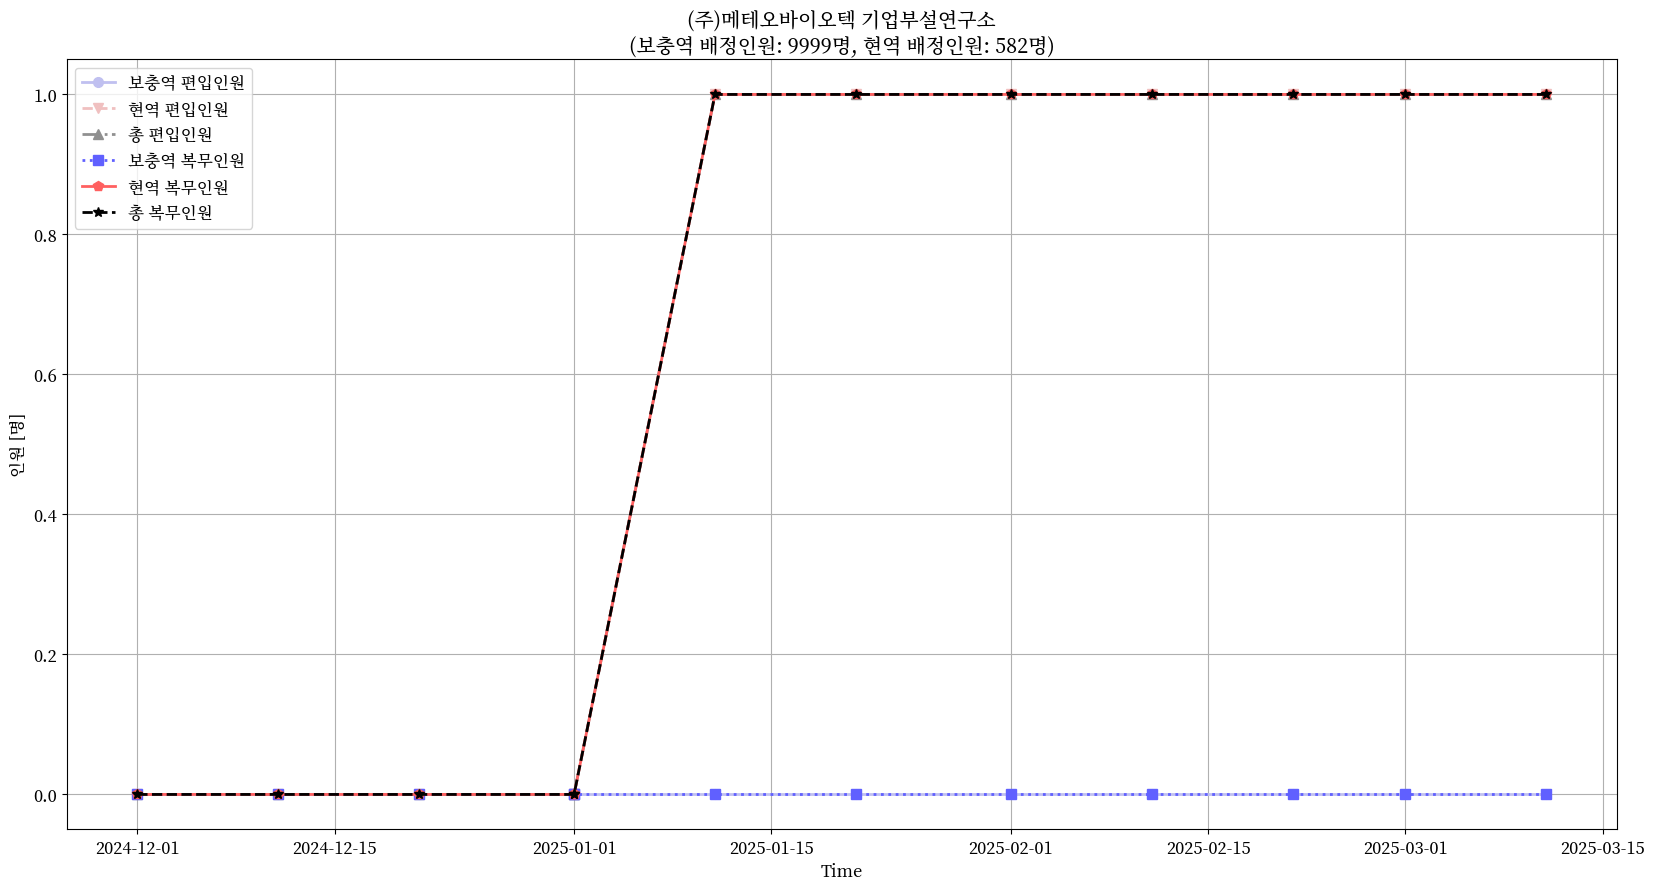 (주)메테오바이오텍 기업부설연구소
(보충역 배정인원: 9999명, 현역 배정인원: 582명)
보충역 편입인원
현역 편입인원
총 편입인원
보충역 복무인원
현역 복무인원
총 복무인원
1.0
0.8
0.6
0.4
0.2
0.0
인원 [명]
2024-12-01
2024-12-15
2025-01-01
2025-01-15
2025-02-01
2025-02-15
2025-03-01
2025-03-15
Time